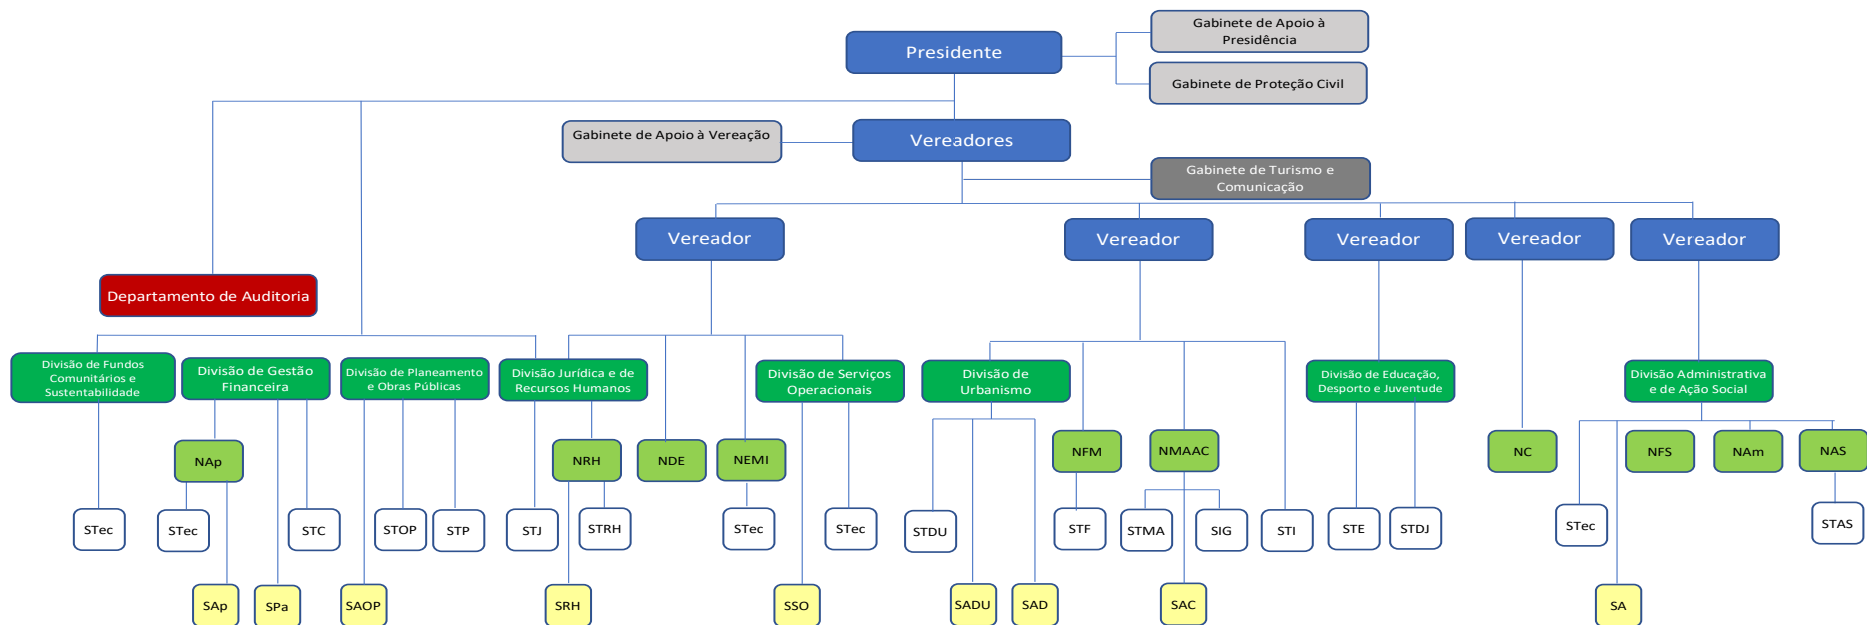 Gabinete de Apoio à
Presidência
Presidente
Gabinete de Proteção Civil
Gabinete de Apoio à Vereação
Vereadores
Gabinete de Turismo e
Comunicação
Vereador
Vereador
Vereador
Vereador
Vereador
Departamento de Auditoria
Divisão de Fundos
Comunitários e
Sustentabilidade
Divisão de Gestão
Financeira
Divisão de Planeamento
e Obras Públicas
Divisão Jurídica e de
Recursos Humanos
Divisão de Serviços
Operacionais
Divisão de
Urbanismo
Divisão de Educação,
Desporto e Juventude
Divisão Administrativa
e de Ação Social
NAp
NRH
NDE
NEMI
NFM
NMAAC
NC
NFS
NAm
NAS
STec
STec
STC
STOP
STP
STJ
STRH
STec
STec
STDU
STF
STMA
SIG
STI
STE
STDJ
STec
STAS
SAp
SPa
SAOP
SRH
SSO
SADU
SAD
SAC
SA